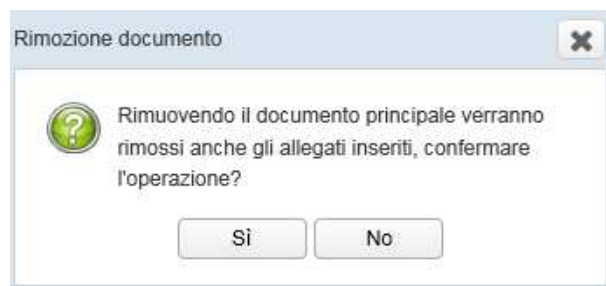 Rimozione documento
Rimuovendo il documento principale verranno
rimossi anche gli allegati inseriti, confermare
l'operazione?
Sì No